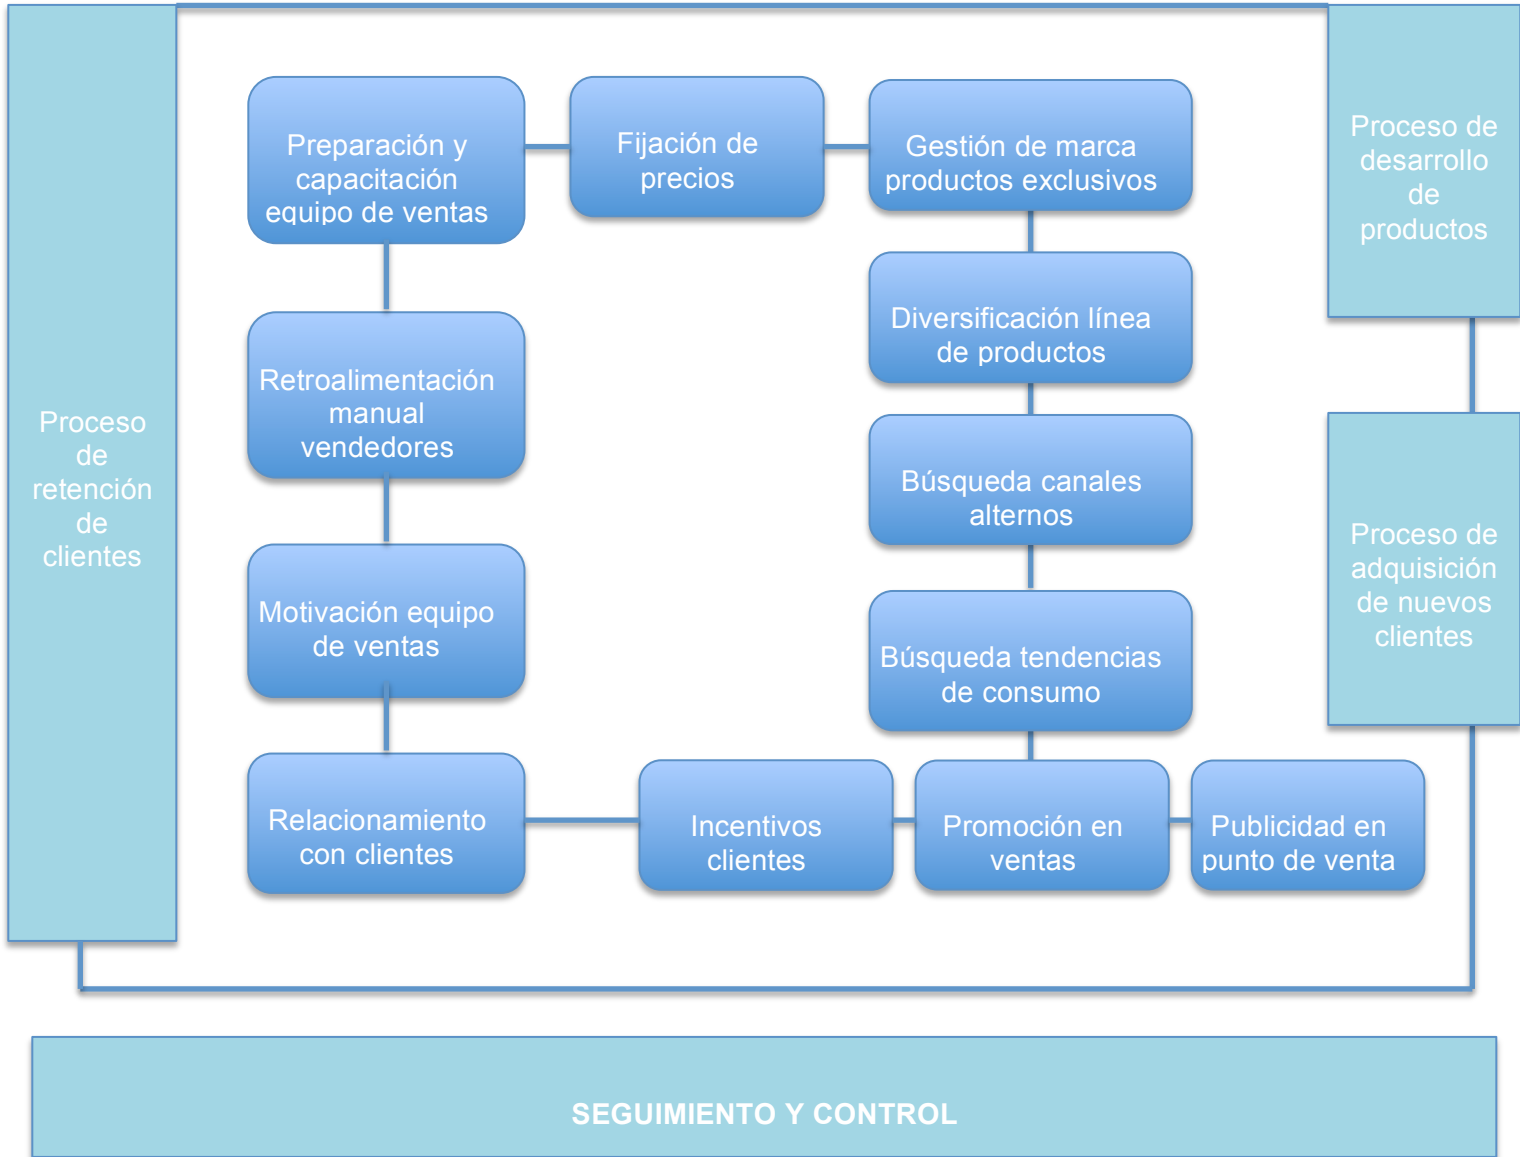 Proceso
de
retención
de
clientes
Preparación y
capacitación
equipo de ventas
Fijación de
precios
Gestión de marca
productos exclusivos
Proceso de
desarrollo
de
productos
Retroalimentación
manual
vendedores
Diversificación línea
de productos
Búsqueda canales
alternos
Proceso de
adquisición
de nuevos
clientes
Motivación equipo
de ventas
Búsqueda tendencias
de consumo
Relacionamiento
con clientes
Incentivos
clientes
Promoción en
ventas
Publicidad en
punto de venta
SEGUIMIENTO Y CONTROL